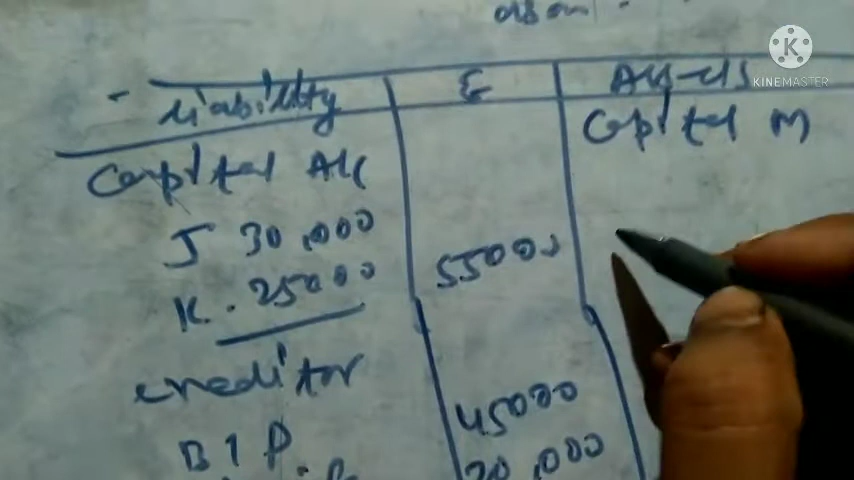 Liability £ Assets
Capital M
Capital A/c
J 30,000
K. 25000 55000
creditor 45000
B I P 20,000
K
KINEMASTER